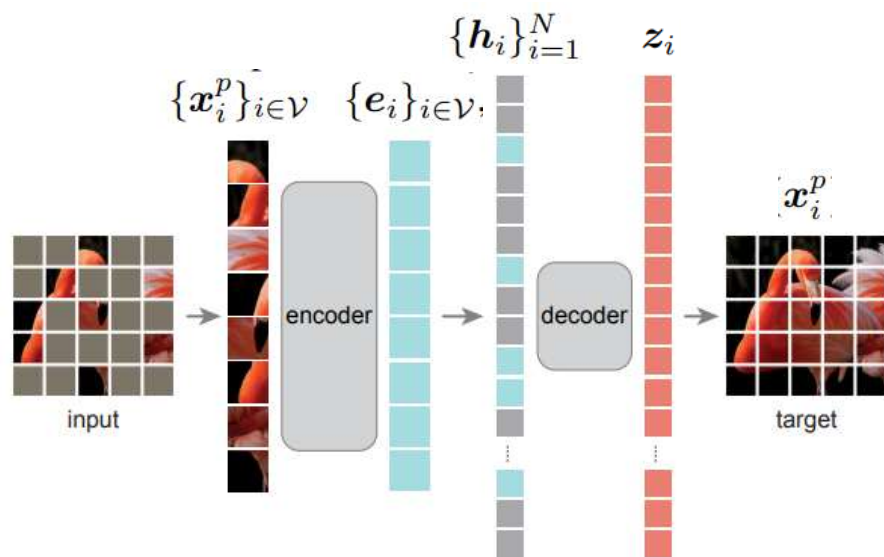 {h_i}_{i=1}^N
z_i
{x_i^p}_{i∈V}
{e_i}_{i∈V},
x_i^p
encoder
decoder
input
target